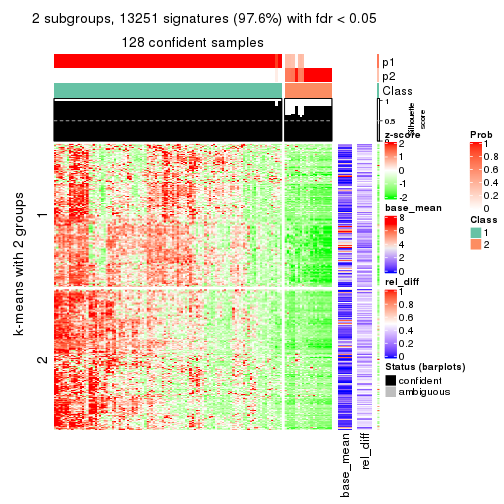 2 subgroups, 13251 signatures (97.6%) with fdr < 0.05
128 confident samples
p1
p2
Class
1
0.5
0
Silhouette
score
k-means with 2 groups
1
2
base_mean
rel_diff
z-score
2
1
0
-1
-2
base_mean
8
6
4
2
0
rel_diff
1
0.8
0.6
0.4
0.2
0
Status (barplots)
confident
ambiguous
Prob
1
0.8
0.6
0.4
0.2
0
Class
1
2